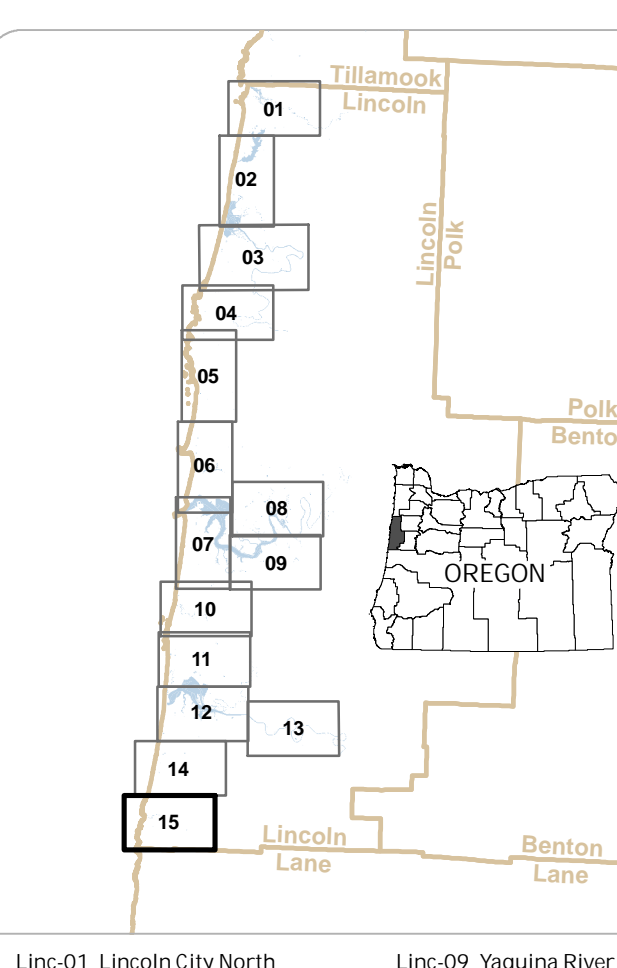 Tillamook
Lincoln
01
02
Lincoln
Polk
03
04
05
Polk
Bento
06
08
07
09
OREGON
10
11
12
13
14
15
Lincoln
Lane
Benton
Lane
Linc-01 Lincoln City North
Linc-09 Yaquina River